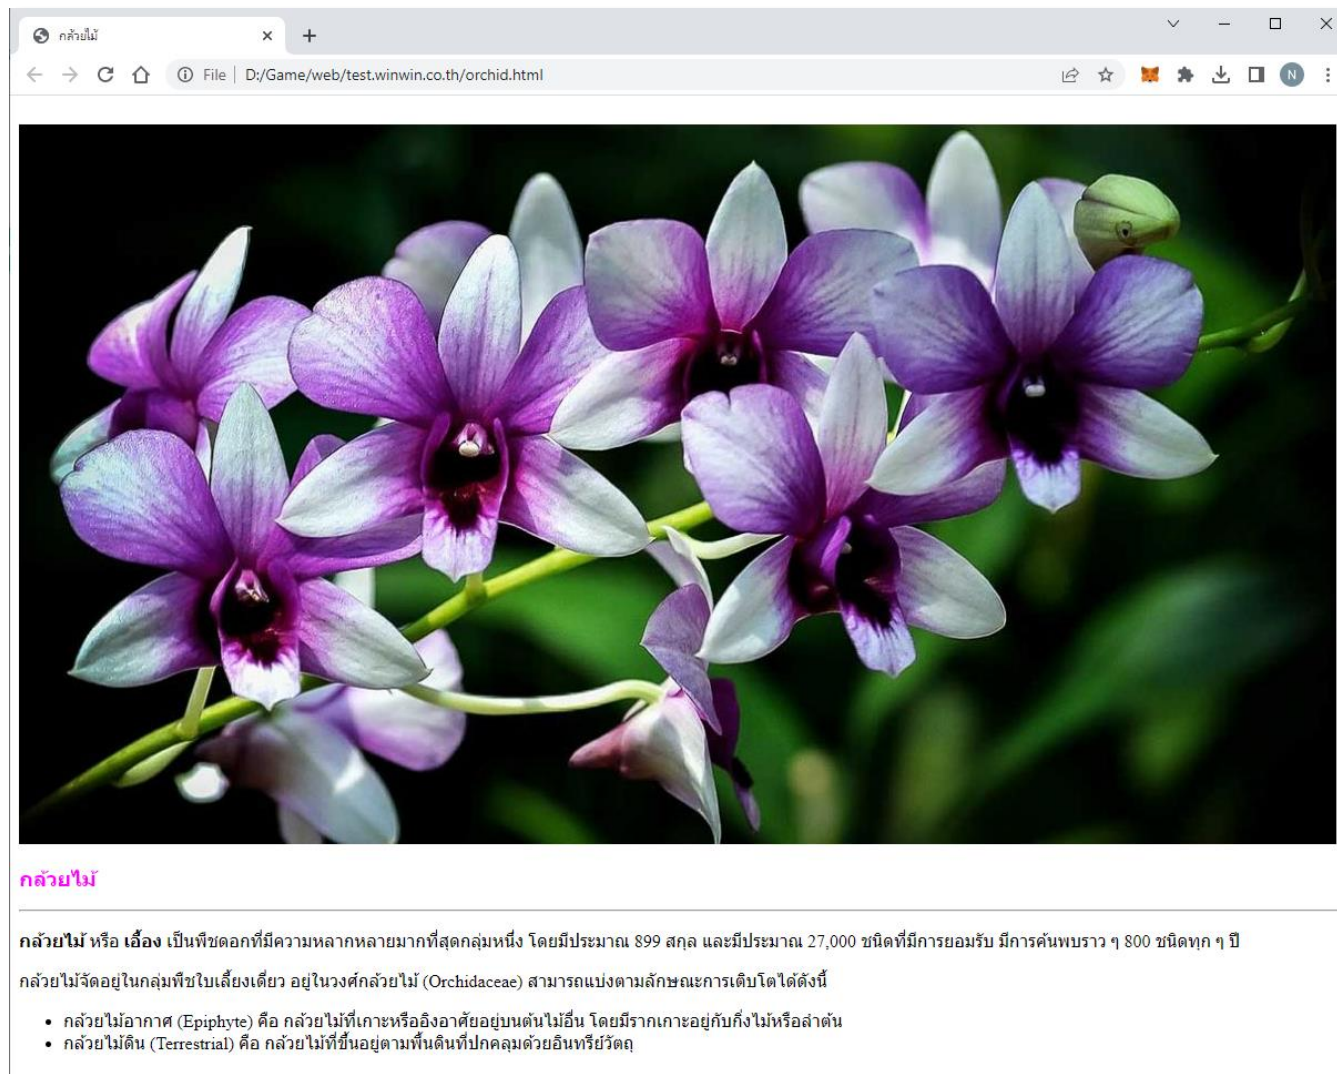 กล้วยไม้
File D:/Game/web/test.winwin.co.th/orchid.html
N
กล้วยไม้
กล้วยไม้ หรือ เอื้อง เป็นพืชดอกที่มีความหลากหลายมากที่สุดกลุ่มหนึ่ง โดยมีประมาณ 899 สกุล และมีประมาณ 27,000 ชนิดที่มีการยอมรับ มีการค้นพบราว ๆ 800 ชนิดทุก ๆ ปี
กล้วยไม้จัดอยู่ในกลุ่มพืชใบเลี้ยงเดี่ยว อยู่ในวงศ์กล้วยไม้ (Orchidaceae) สามารถแบ่งตามลักษณะการเติบโตได้ดังนี้
• กล้วยไม้อากาศ (Epiphyte) คือ กล้วยไม้ที่เกาะหรืออิงอาศัยอยู่บนต้นไม้อื่น โดยมีรากเกาะอยู่กับกิ่งไม้หรือลำต้น
• กล้วยไม้ดิน (Terrestrial) คือ กล้วยไม้ที่ขึ้นอยู่ตามพื้นดินที่ปกคลุมด้วยอินทรีย์วัตถุ